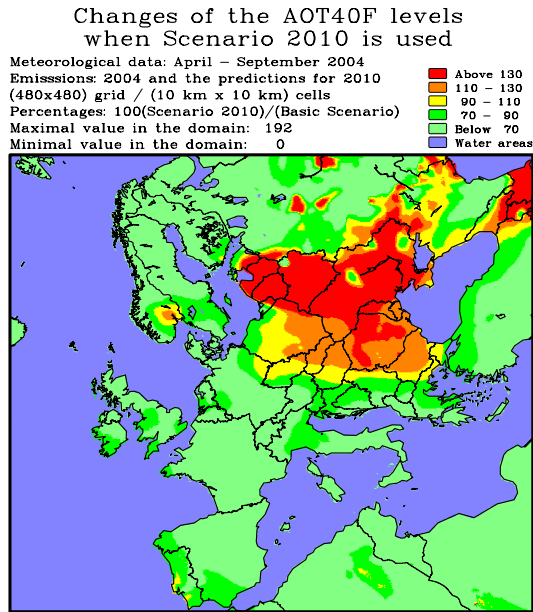 Changes of the AOT40F levels
when Scenario 2010 is used
Meteorological data: April - September 2004
Emisssions: 2004 and the predictions for 2010
(480x480) grid / (10 km x 10 km) cells
Percentages: 100(Scenario 2010)/(Basic Scenario)
Maximal value in the domain: 192
Minimal value in the domain: 0
Above 130
110 - 130
90 - 110
70 - 90
Below 70
Water areas